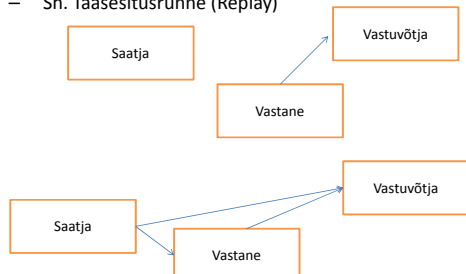 – Sh. Taasesitusrünne (Replay)
Vastuvõtja
Saatja
Vastane
Vastuvõtja
Saatja
Vastane